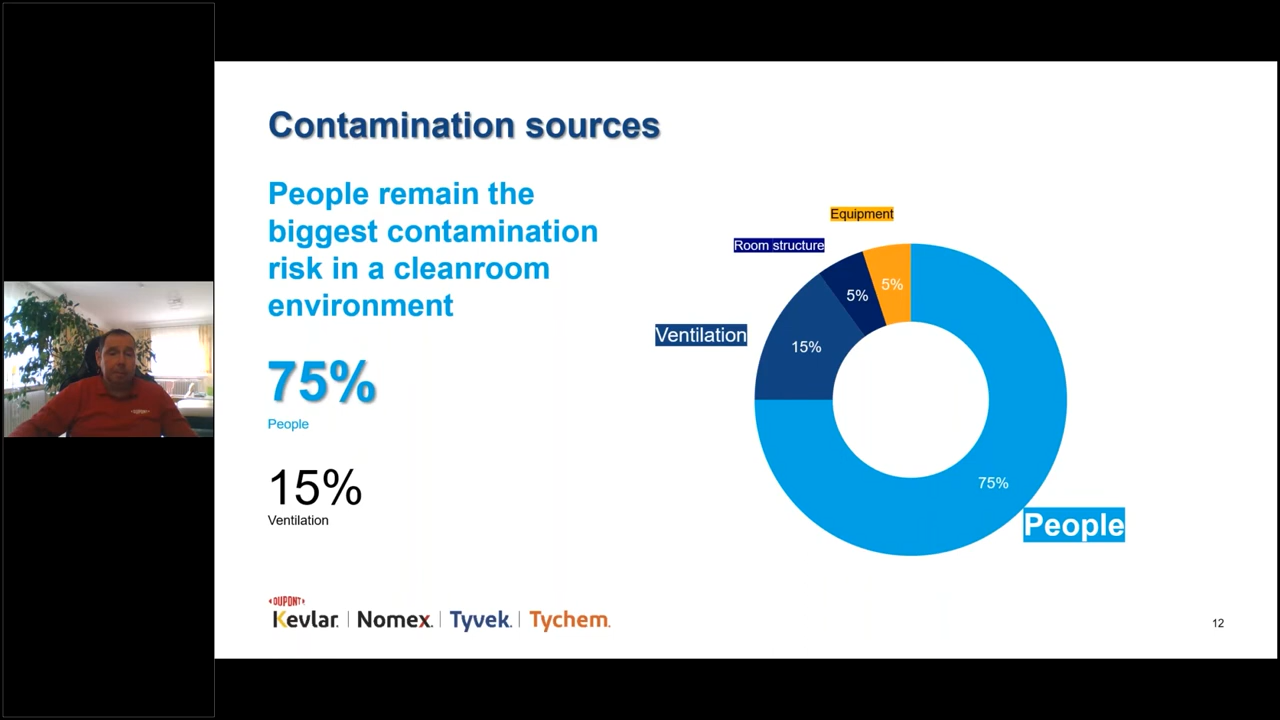 Contamination sources
People remain the
biggest contamination
risk in a cleanroom
environment
75%
People
15%
Ventilation
Equipment
Room structure
Ventilation
People
5%
5%
15%
75%
DUPONT
Kevlar. | Nomex. | Tyvek. | Tychem.
12